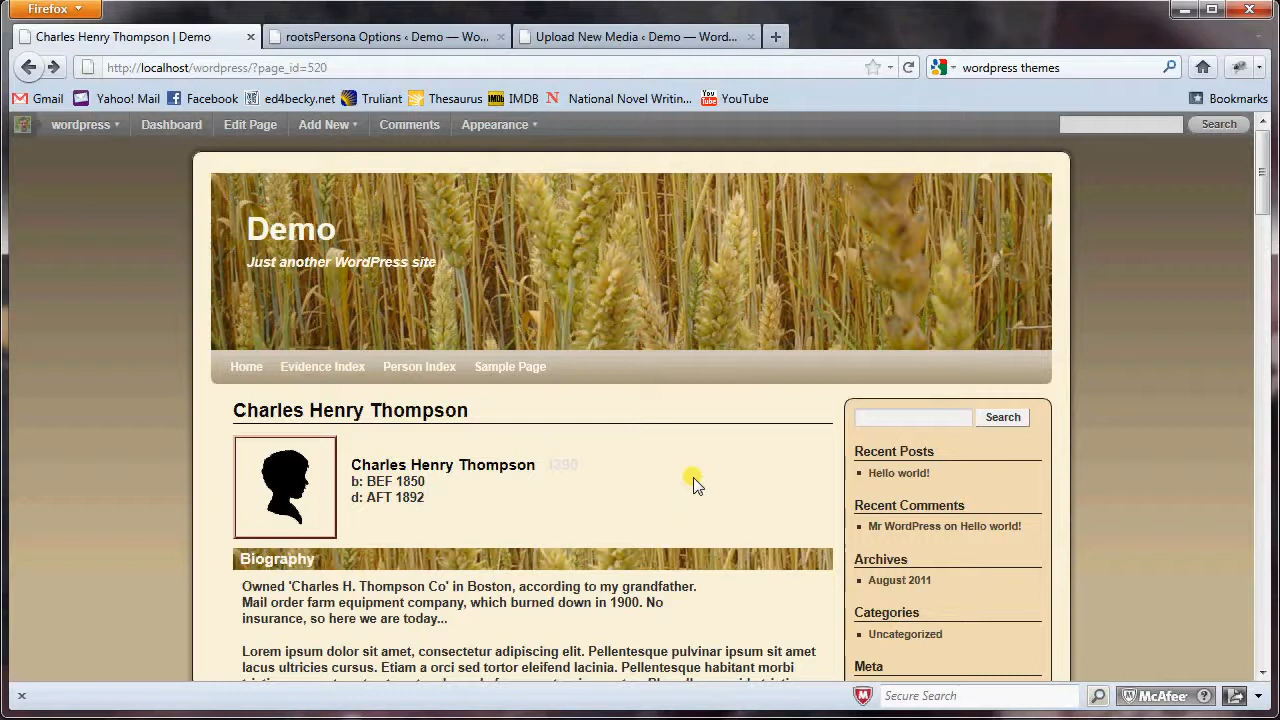 Firefox
Charles Henry Thompson | Demo
rootsPersona Options ‹ Demo — Wo...
Upload New Media ‹ Demo — Word...
http://localhost/wordpress/?page_id=520
wordpress themes
Gmail
Yahoo! Mail
Facebook
ed4becky.net
Truliant
Thesaurus
IMDb
IMDB
N
National Novel Writin...
You Tube
YouTube
Bookmarks
wordpress
Dashboard
Edit Page
Add New
Comments
Appearance
Search
Demo
Just another WordPress site
Home
Evidence Index
Person Index
Sample Page
Charles Henry Thompson
Charles Henry Thompson I390
b: BEF 1850
d: AFT 1892
Biography
Owned 'Charles H. Thompson Co' in Boston, according to my grandfather.
Mail order farm equipment company, which burned down in 1900. No
insurance, so here we are today...
Lorem ipsum dolor sit amet, consectetur adipiscing elit. Pellentesque pulvinar ipsum sit amet
lacus ultricies cursus. Etiam a orci sed tortor eleifend lacinia. Pellentesque habitant morbi
Search
Recent Posts
Hello world!
Recent Comments
Mr WordPress on Hello world!
Archives
August 2011
Categories
Uncategorized
Meta
Secure Search
McAfee